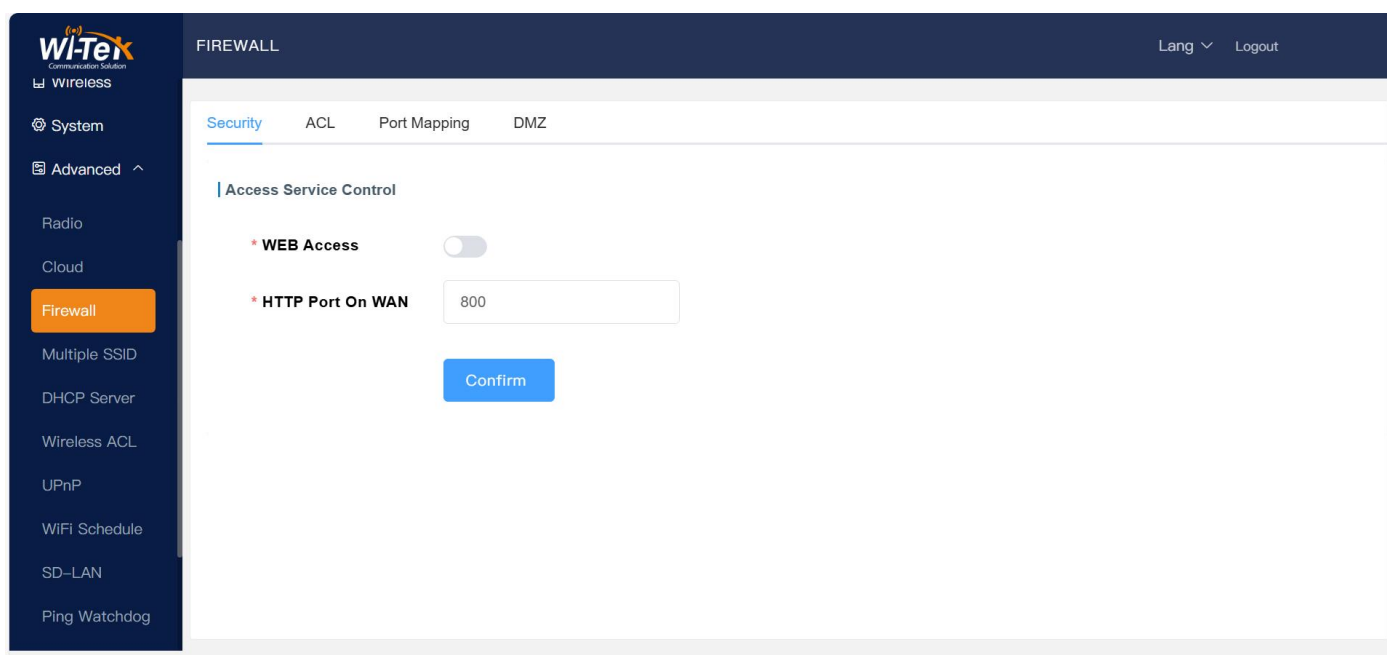 Wi-Tek
Communication Solution
FIREWALL
Lang
Logout
Wireless
System
Advanced
Radio
Cloud
Firewall
Multiple SSID
DHCP Server
Wireless ACL
UPnP
WiFi Schedule
SD-LAN
Ping Watchdog
Security ACL Port Mapping DMZ
Access Service Control
* WEB Access
* HTTP Port On WAN 800
Confirm